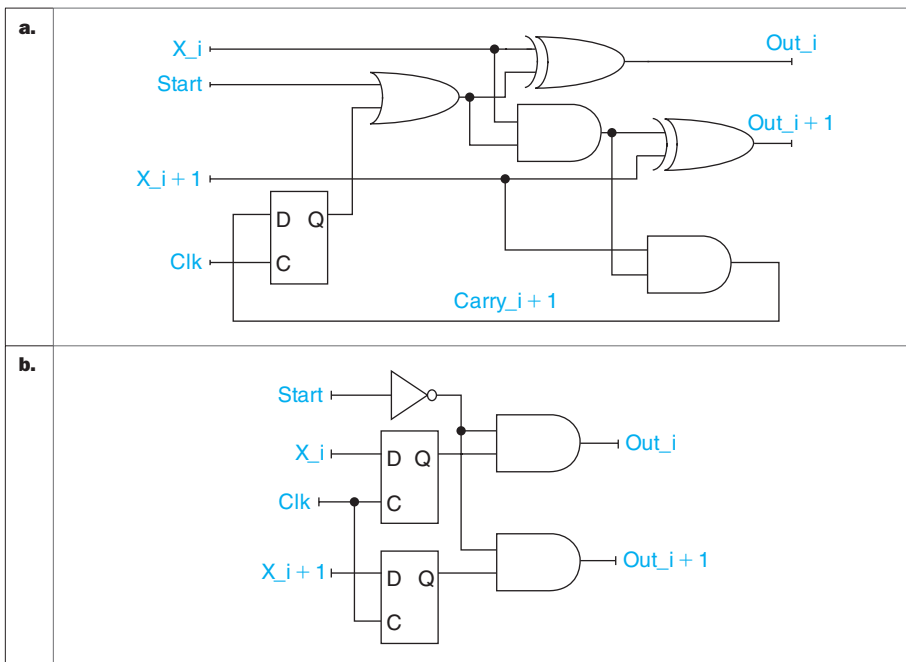 a.
X_i
Out_i
Start
Out_i + 1
X_i + 1
D Q
Clk
C
Carry_i + 1
b.
Start
X_i
D Q
Out_i
Clk
C
X_i + 1
D Q
Out_i + 1
C